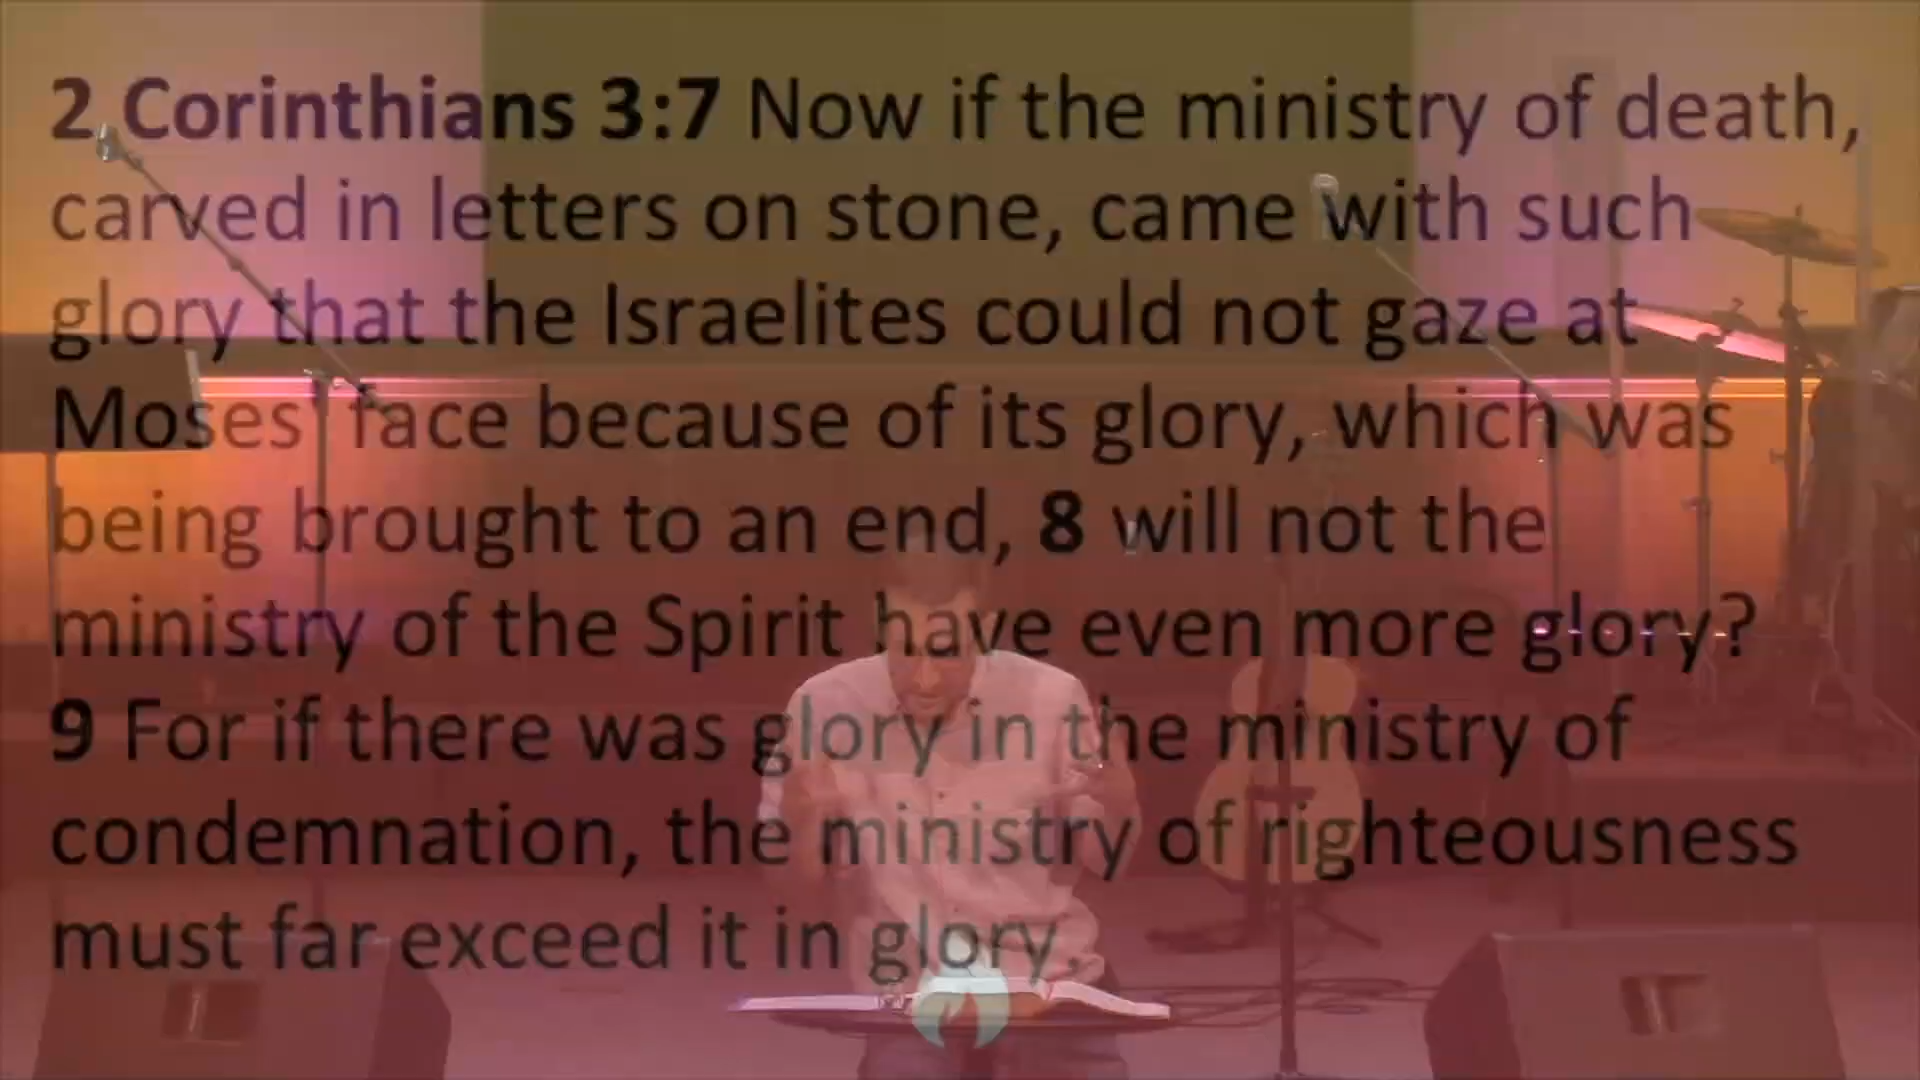 2 Corinthians 3:7 Now if the ministry of death,
carved in letters on stone, came with such
glory that the Israelites could not gaze at
Moses' face because of its glory, which was
being brought to an end, 8 will not the
ministry of the Spirit have even more glory?
9 For if there was glory in the ministry of
condemnation, the ministry of righteousness
must far exceed it in glory.